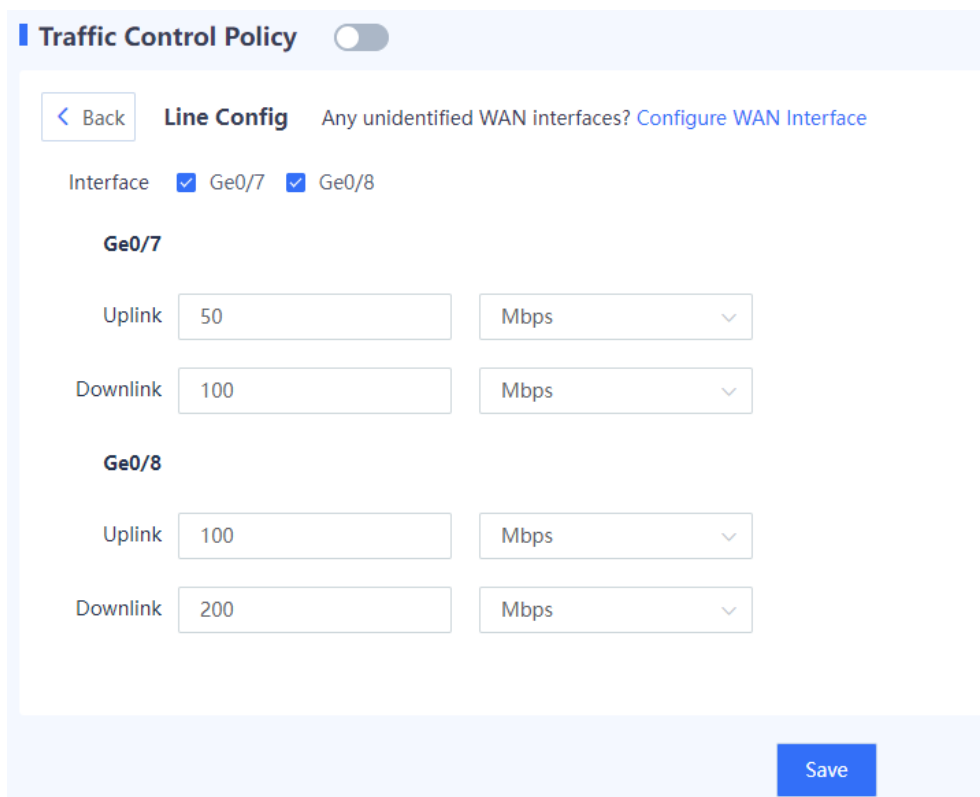 Traffic Control Policy
Back Line Config Any unidentified WAN interfaces? Configure WAN Interface
Interface Ge0/7 Ge0/8
Ge0/7
Uplink 50 Mbps
Downlink 100 Mbps
Ge0/8
Uplink 100 Mbps
Downlink 200 Mbps
Save